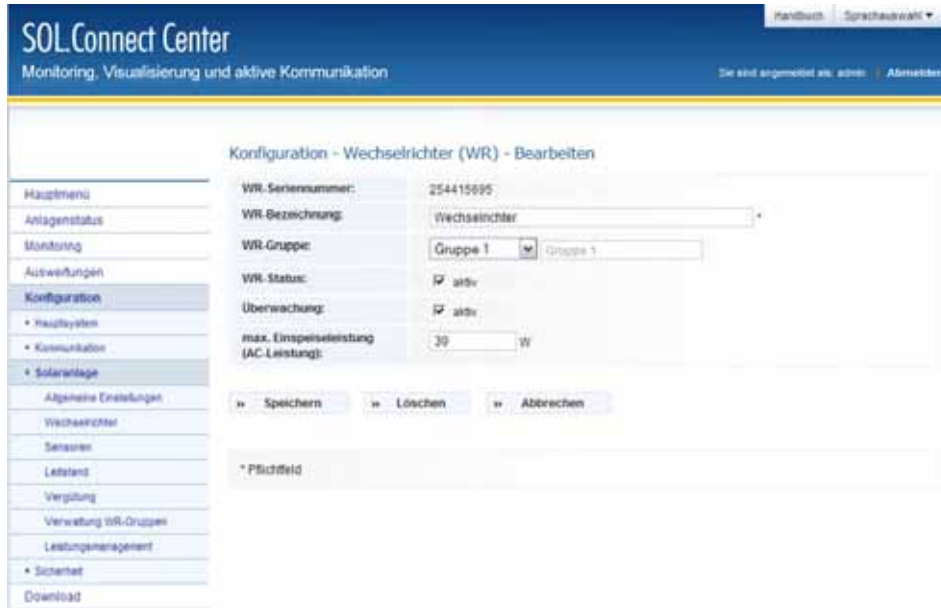 Handbuch Sprachauswahl
SOL.Connect Center
Monitoring, Visualisierung und aktive Kommunikation
Sie sind angemeldet als: admin | Abmelden
Konfiguration - Wechselrichter (WR) - Bearbeiten
Hauptmenü
Anlagenstatus
Monitoring
Auswertungen
Konfiguration
• Hauptsystem
• Kommunikation
• Solaranlage
Allgemeine Einstellungen
Wechselrichter
Sensoren
Leitstand
Vergütung
Verwaltung WR-Gruppen
Leistungsmanagement
• Sicherheit
Download
WR-Seriennummer: 254415695
WR-Bezeichnung: Wechselrichter *
WR-Gruppe: Gruppe 1 Gruppe 1
WR-Status: aktiv
Überwachung: aktiv
max. Einspeiseleistung
(AC-Leistung): 30 W
» Speichern » Löschen » Abbrechen
* Pflichtfeld